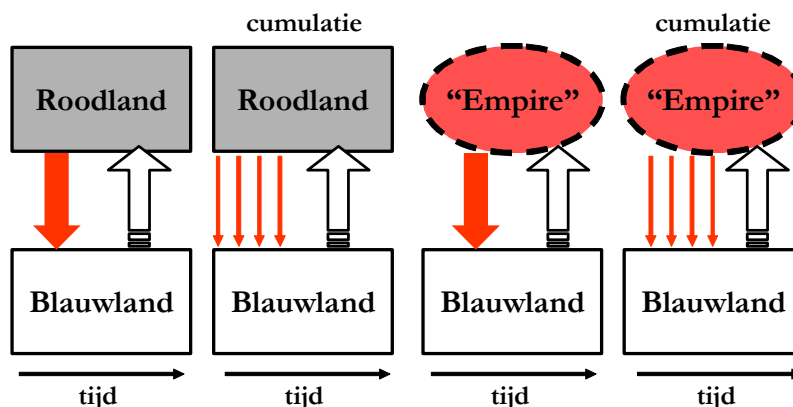 cumulatie
cumulatie
Roodland
Roodland
“Empire”
“Empire”
Blauwland
Blauwland
Blauwland
Blauwland
tijd
tijd
tijd
tijd